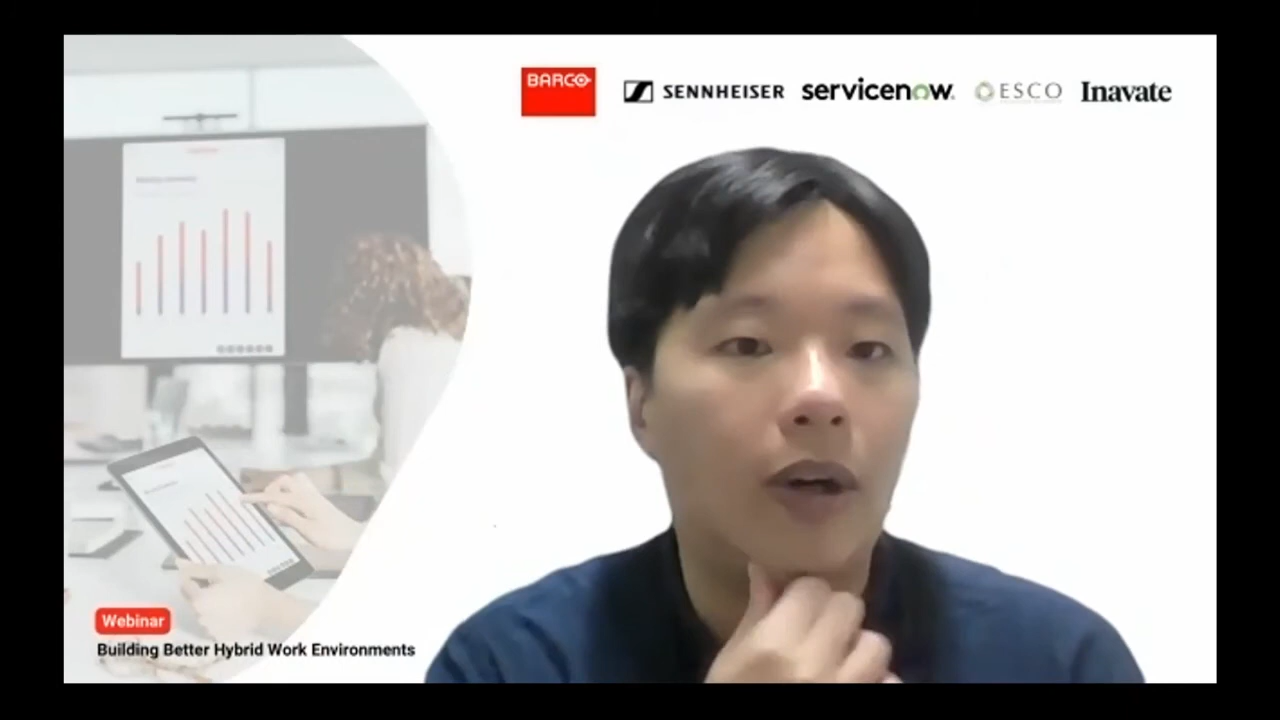 BARCO
SENNHEISER
servicenow
ESCO
Inavate
Webinar
Building Better Hybrid Work Environments